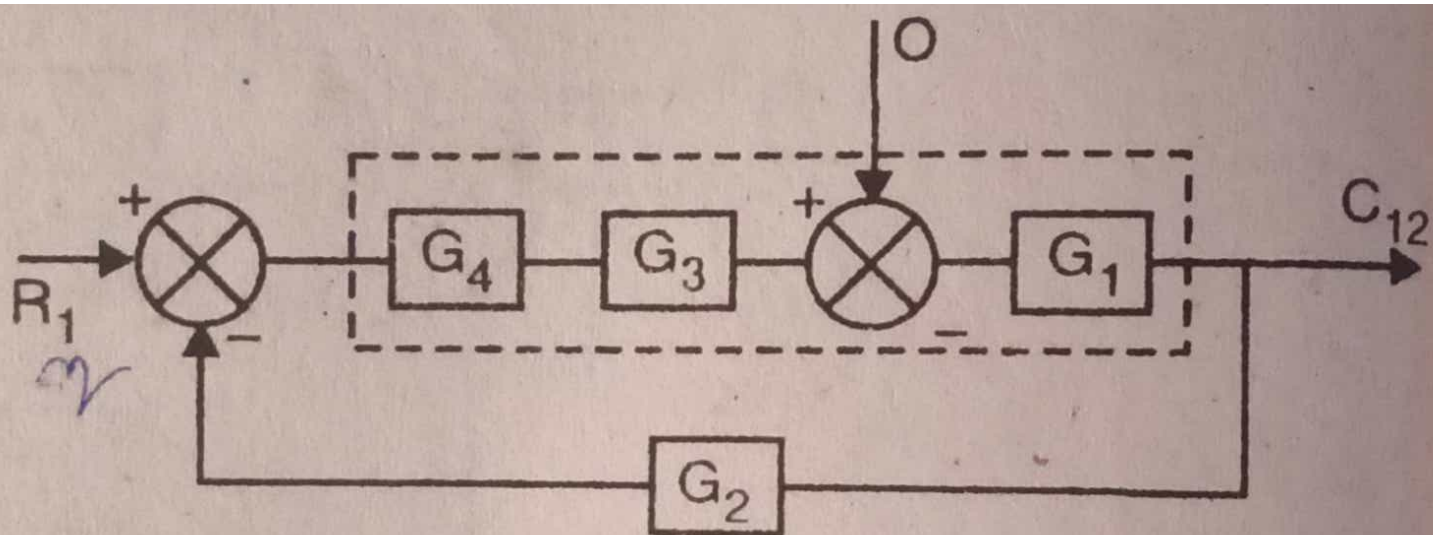 O
+
G₄
G₃
+
G₁
C₁₂
R₁
−
−
G₂